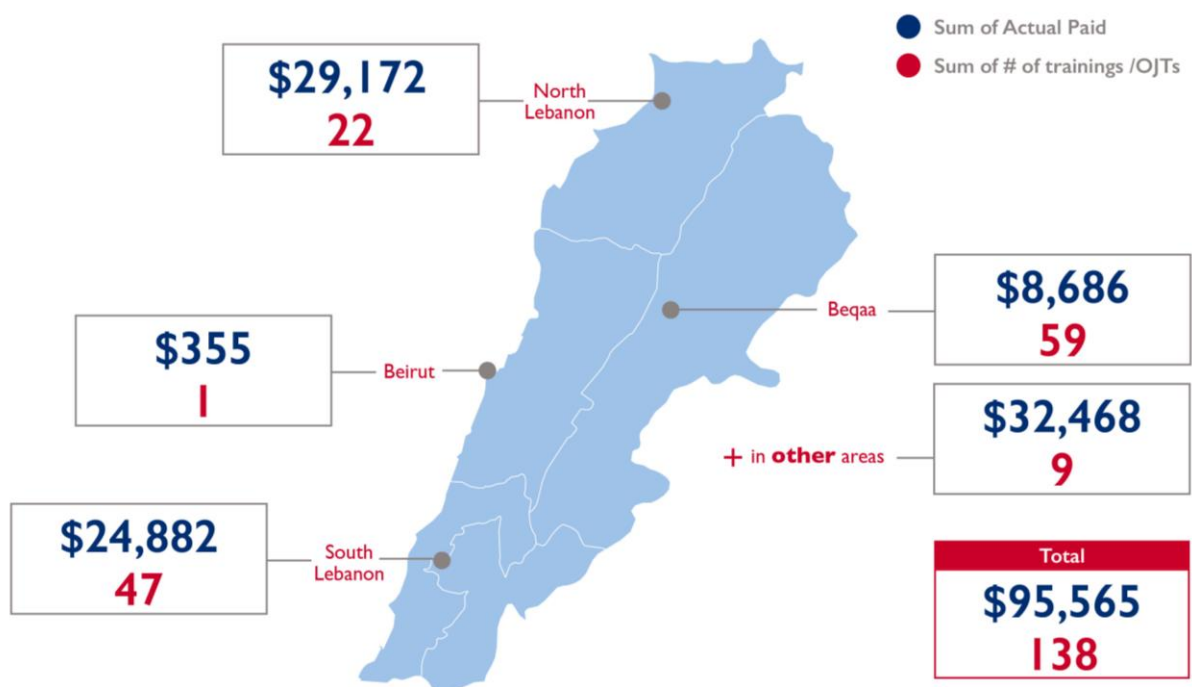 Sum of Actual Paid
Sum of # of trainings /OJTs
$29,172
22
North
Lebanon
$8,686
59
Beqaa
$355
1
Beirut
$32,468
9
+ in other areas
$24,882
47
South
Lebanon
Total
$95,565
138